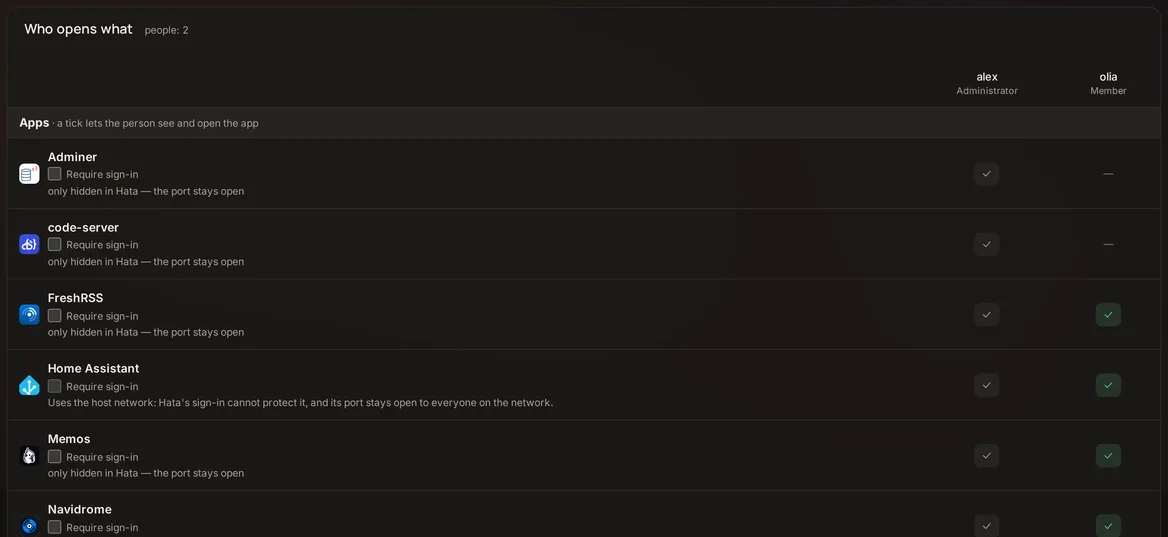 Who opens what people: 2
alex olia
Administrator Member
Apps · a tick lets the person see and open the app
Adminer
Require sign-in
only hidden in Hata — the port stays open
code-server
Require sign-in
only hidden in Hata — the port stays open
FreshRSS
Require sign-in
only hidden in Hata — the port stays open
Home Assistant
Require sign-in
Uses the host network: Hata's sign-in cannot protect it, and its port stays open to everyone on the network.
Memos
Require sign-in
only hidden in Hata — the port stays open
Navidrome
Require sign-in